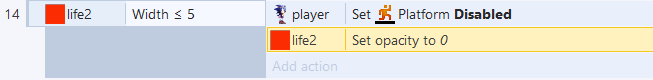 14 life2 Width ≤ 5 player Set Platform Disabled
life2 Set opacity to 0
Add action